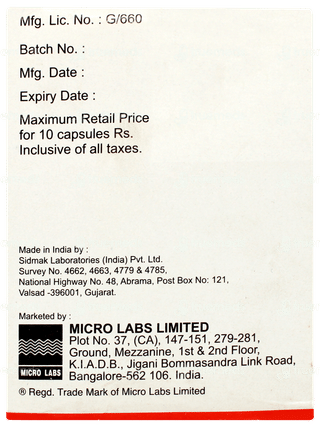 Mfg. Lic. No. : G/660
Batch No. :
Mfg. Date :
Expiry Date :
Maximum Retail Price
for 10 capsules Rs.
Inclusive of all taxes.
Made in India by :
Sidmak Laboratories (India) Pvt. Ltd.
Survey No. 4662, 4663, 4779 & 4785,
National Highway No. 48, Abrama, Post Box No: 121,
Valsad -396001, Gujarat.
Marketed by :
MICRO LABS LIMITED
Plot No. 37, (CA), 147-151, 279-281,
Ground, Mezzanine, 1st & 2nd Floor,
K.I.A.D.B., Jigani Bommasandra Link Road,
Bangalore-562 106. India.
MICRO LABS
® Regd. Trade Mark of Micro Labs Limited